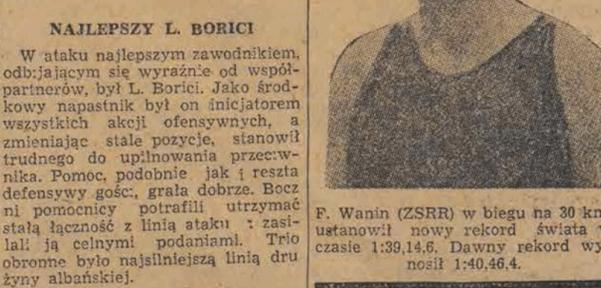 NAJLEPSZY L. BORICI
W ataku najlepszym zawodnikiem,
odbijającym się wyraźnie od współ-
partnerów, był L. Borici. Jako środ-
kowy napastnik był on inicjatorem
wszystkich akcji ofensywnych, a
zmieniając stale pozycje, stanowił
trudnego do upilnowania przeciw-
nika. Pomoc, podobnie jak i reszta
defensywy gości, grała dobrze. Bocz
ni pomocnicy potrafili utrzymać
stałą łączność z linią ataku i zasi-
lali ją celnymi podaniami. Trio
obronne było najsilniejszą linią dru
żyny albańskiej.
F. Wanin (ZSRR) w biegu na 30 km
ustanowił nowy rekord świata w
czasie 1:39,14,6. Dawny rekord wy
nosił 1:40,46,4.